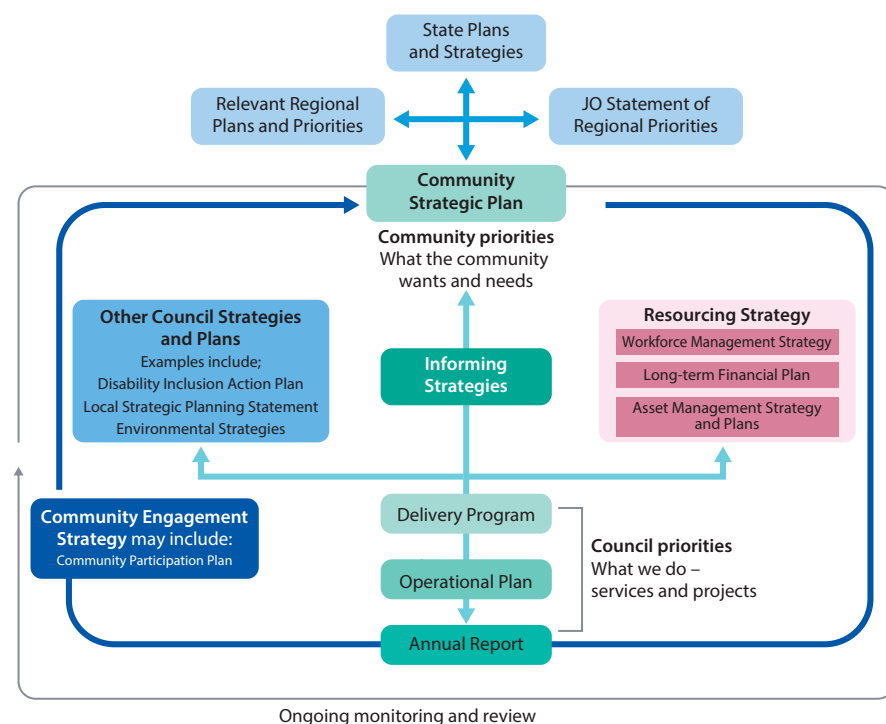 State Plans
and Strategies
Relevant Regional
Plans and Priorities
JO Statement of
Regional Priorities
Community
Strategic Plan
Community priorities
What the community
wants and needs
Other Council Strategies
and Plans
Examples include;
Disability Inclusion Action Plan
Local Strategic Planning Statement
Environmental Strategies
Informing
Strategies
Resourcing Strategy
Workforce Management Strategy
Long-term Financial Plan
Asset Management Strategy
and Plans
Community Engagement
Strategy may include:
Community Participation Plan
Delivery Program
Operational Plan
Annual Report
Council priorities
What we do –
services and projects
Ongoing monitoring and review